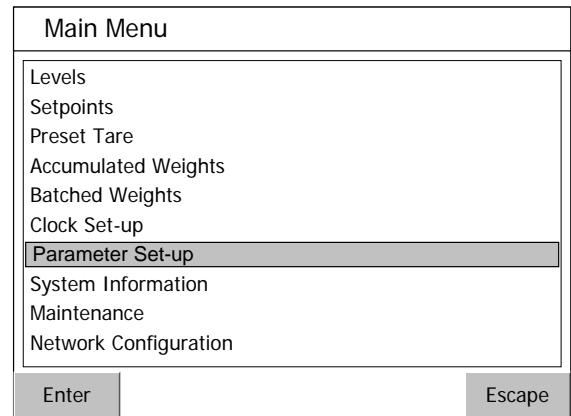 Main Menu
Levels
Setpoints
Preset Tare
Accumulated Weights
Batched Weights
Clock Set-up
Parameter Set-up
System Information
Maintenance
Network Configuration
Enter
Escape